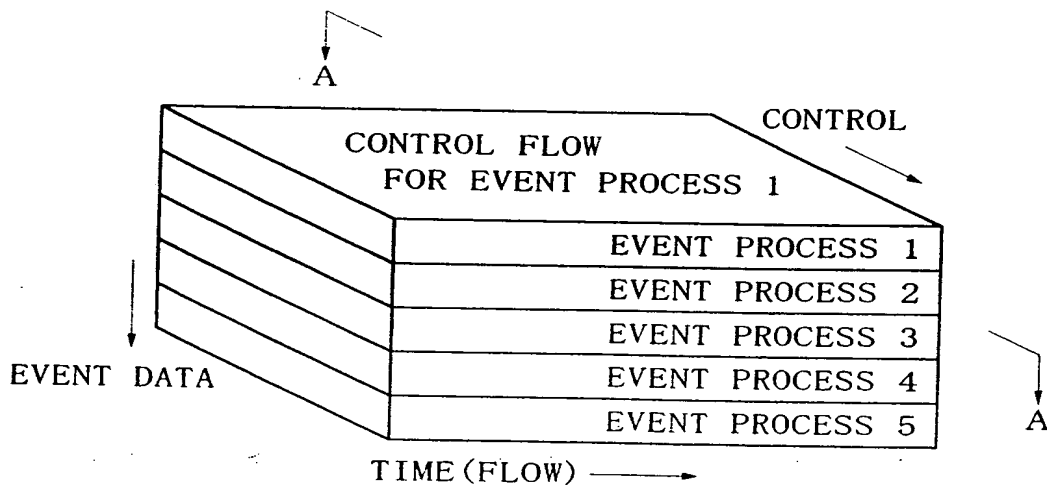 A
CONTROL
CONTROL FLOW
FOR EVENT PROCESS 1
EVENT PROCESS 1
EVENT PROCESS 2
EVENT PROCESS 3
EVENT PROCESS 4
EVENT PROCESS 5
EVENT DATA
A
TIME(FLOW)